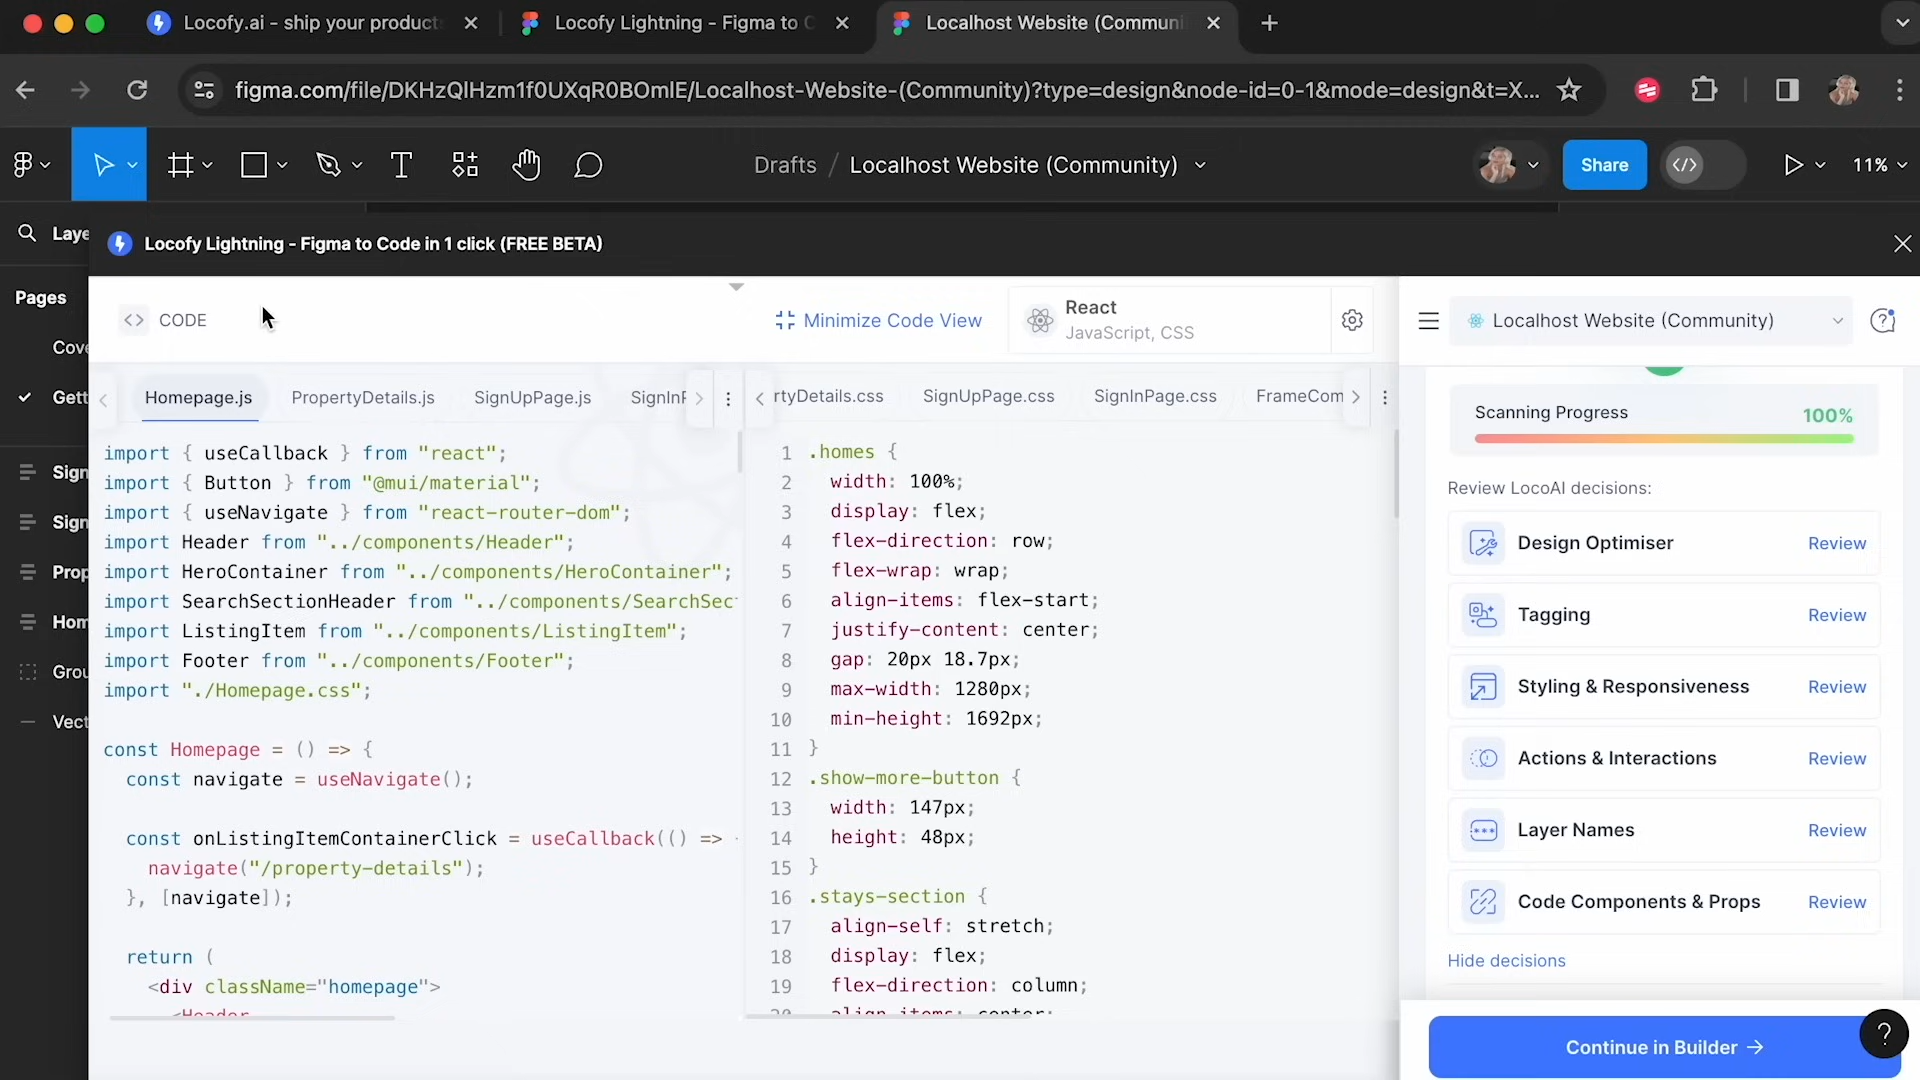 Locofy.ai - ship your product
Locofy Lightning - Figma to C
Localhost Website (Communi
figma.com/file/DKHzQlHzm1f0UXqR0BOmlE/Localhost-Website-(Community)?type=design&node-id=0-1&mode=design&t=X...
Drafts / Localhost Website (Community)
Share
11%
Laye
Locofy Lightning - Figma to Code in 1 click (FREE BETA)
Pages
Cove
Gett
Sign
Sign
Prop
Hom
Grou
Vect
<> CODE
Minimize Code View
React
JavaScript, CSS
Homepage.js
PropertyDetails.js
SignUpPage.js
SignInP
import { useCallback } from "react";
import { Button } from "@mui/material";
import { useNavigate } from "react-router-dom";
import Header from "../components/Header";
import HeroContainer from "../components/HeroContainer";
import SearchSectionHeader from "../components/SearchSect
import ListingItem from "../components/ListingItem";
import Footer from "../components/Footer";
import "./Homepage.css";
const Homepage = () => {
const navigate = useNavigate();
const onListingItemContainerClick = useCallback(() =>
navigate("/property-details");
}, [navigate]);
return (
<div className="homepage">
<Header
rtyDetails.css
SignUpPage.css
SignInPage.css
FrameCom
1 .homes {
2 width: 100%;
3 display: flex;
4 flex-direction: row;
5 flex-wrap: wrap;
6 align-items: flex-start;
7 justify-content: center;
8 gap: 20px 18.7px;
9 max-width: 1280px;
10 min-height: 1692px;
11 }
12 .show-more-button {
13 width: 147px;
14 height: 48px;
15 }
16 .stays-section {
17 align-self: stretch;
18 display: flex;
19 flex-direction: column;
20 align-items: center;
Localhost Website (Community)
Scanning Progress 100%
Review LocoAI decisions:
Design Optimiser Review
Tagging Review
Styling & Responsiveness Review
Actions & Interactions Review
Layer Names Review
Code Components & Props Review
Hide decisions
Continue in Builder →
?